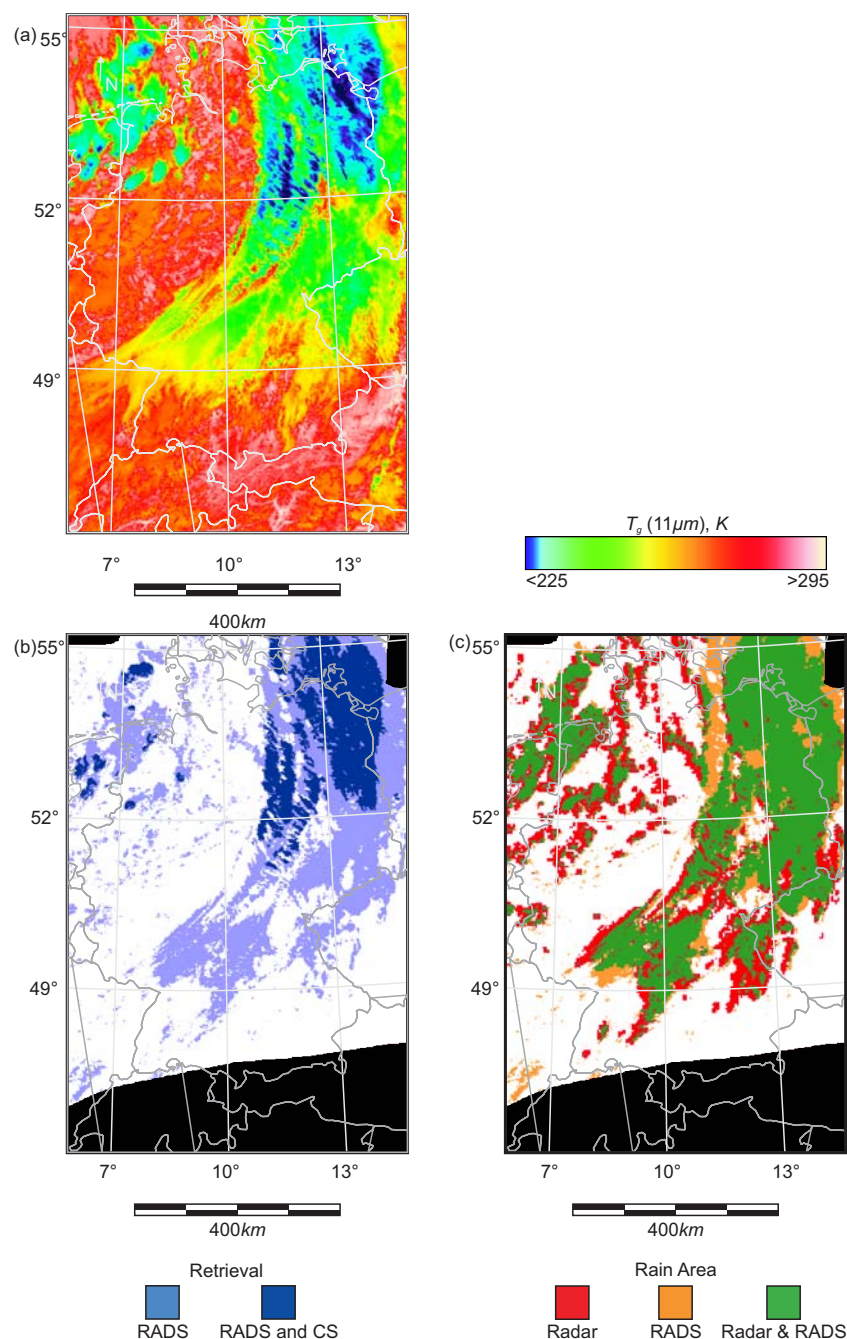 (a)
55°
N
52°
49°
7° 10° 13°
400km
T_g (11μm), K
<225 >295
(b)
55°
52°
49°
7° 10° 13°
400km
Retrieval
RADS RADS and CS
(c)
55°
N
52°
49°
7° 10° 13°
400km
Rain Area
Radar RADS Radar & RADS